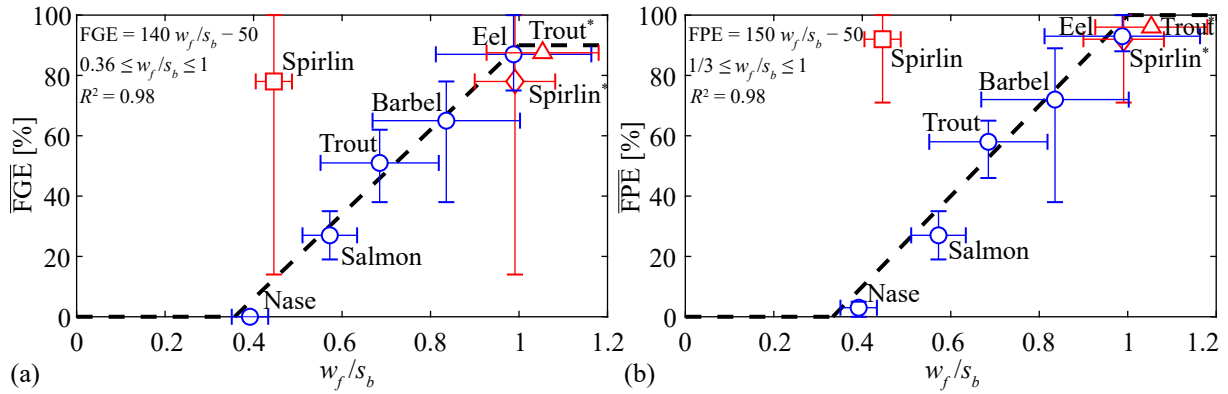 FGE = 140 w_f/s_b − 50
0.36 ≤ w_f/s_b ≤ 1
R² = 0.98
Spirlin
Eel
Trout*
Spirlin*
Barbel
Trout
Salmon
Nase
FGE [%]
100
80
60
40
20
0
0 0.2 0.4 0.6 0.8 1 1.2
w_f/s_b
(a)
FPE = 150 w_f/s_b − 50
1/3 ≤ w_f/s_b ≤ 1
R² = 0.98
Spirlin
Eel
Trout*
Spirlin*
Barbel
Trout
Salmon
Nase
FPE [%]
100
80
60
40
20
0
0 0.2 0.4 0.6 0.8 1 1.2
w_f/s_b
(b)